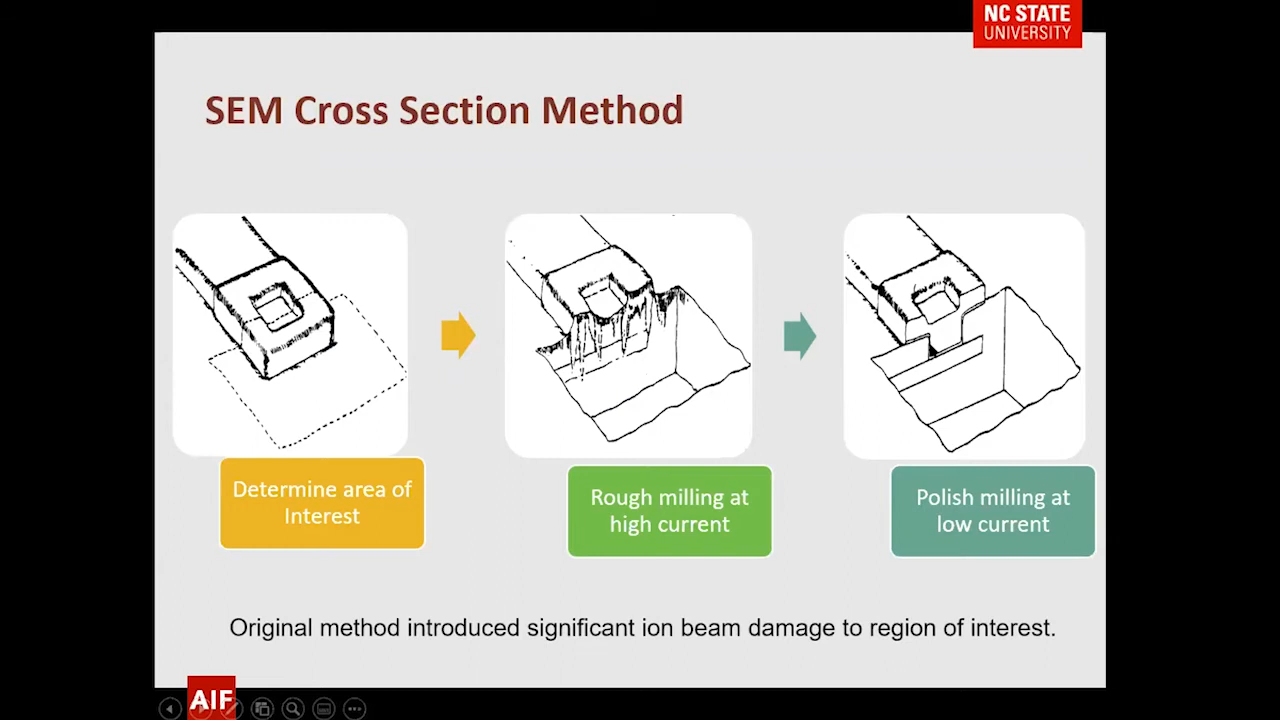 NC STATE
UNIVERSITY
SEM Cross Section Method
Determine area of
Interest
Rough milling at
high current
Polish milling at
low current
Original method introduced significant ion beam damage to region of interest.
AIF